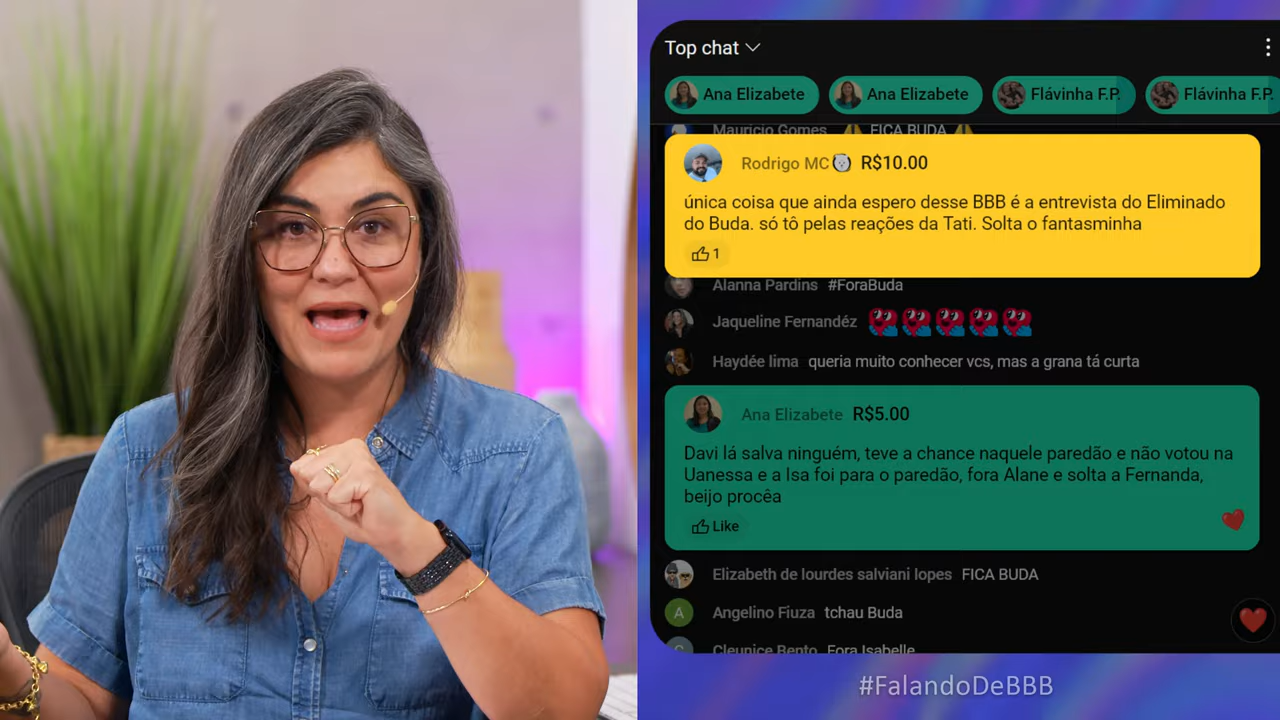 Top chat
Ana Elizabete
Ana Elizabete
Flávinha F.P.
Flávinha F.P.
Mauricio Gomes FICA BUDA
Rodrigo MC R$10.00
única coisa que ainda espero desse BBB é a entrevista do Eliminado
do Buda. só tô pelas reações da Tati. Solta o fantasminha
1
Alanna Pardins #ForaBuda
Jaqueline Fernandéz
Haydée lima queria muito conhecer vcs, mas a grana tá curta
Ana Elizabete R$5.00
Davi lá salva ninguém, teve a chance naquele paredão e não votou na
Uanessa e a Isa foi para o paredão, fora Alane e solta a Fernanda,
beijo procêa
Like
Elizabeth de lourdes salviani lopes FICA BUDA
A
Angelino Fiuza tchau Buda
C
Cleunice Bento Fora Isabelle
#FalandoDeBBB